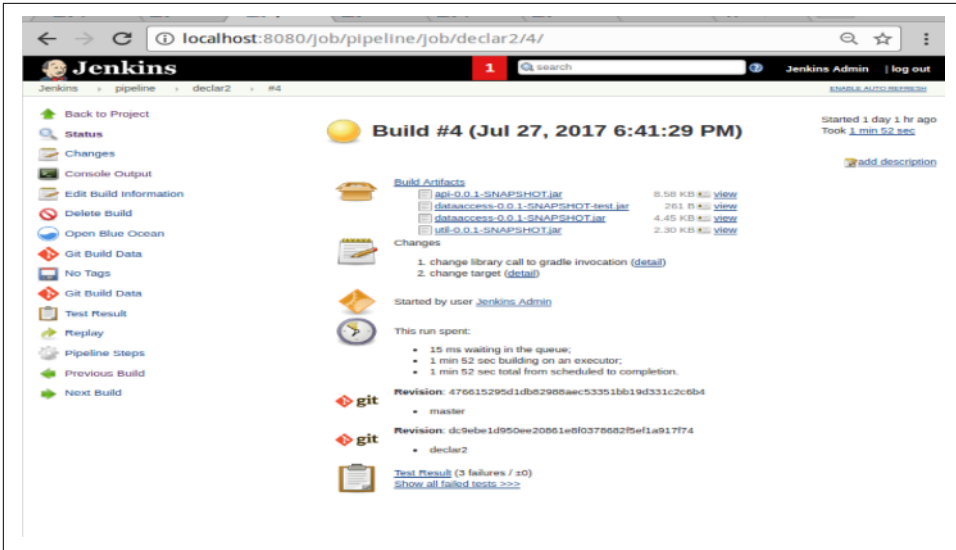 localhost:8080/job/pipeline/job/declar2/4/
Jenkins
1
search
Jenkins Admin | log out
Jenkins pipeline declar2 #4
ENABLE AUTO REFRESH
Back to Project
Status
Changes
Console Output
Edit Build Information
Delete Build
Open Blue Ocean
Git Build Data
No Tags
Git Build Data
Test Result
Replay
Pipeline Steps
Previous Build
Next Build
Build #4 (Jul 27, 2017 6:41:29 PM)
Started 1 day 1 hr ago
Took 1 min 52 sec
add description
Build Artifacts
api-0.0.1-SNAPSHOT.jar 8.58 KB view
dataaccess-0.0.1-SNAPSHOT-test.jar 261 B view
dataaccess-0.0.1-SNAPSHOT.jar 4.45 KB view
util-0.0.1-SNAPSHOT.jar 2.30 KB view
Changes
1. change library call to gradle invocation (detail)
2. change target (detail)
Started by user Jenkins Admin
This run spent:
• 15 ms waiting in the queue;
• 1 min 52 sec building on an executor;
• 1 min 52 sec total from scheduled to completion.
git
Revision: 476615295d1db82988aec53351bb19d331c2c6b4
• master
git
Revision: dc9ebe1d950ee20861e8f0378682f5ef1a917f74
• declar2
Test Result (3 failures / ±0)
Show all failed tests >>>